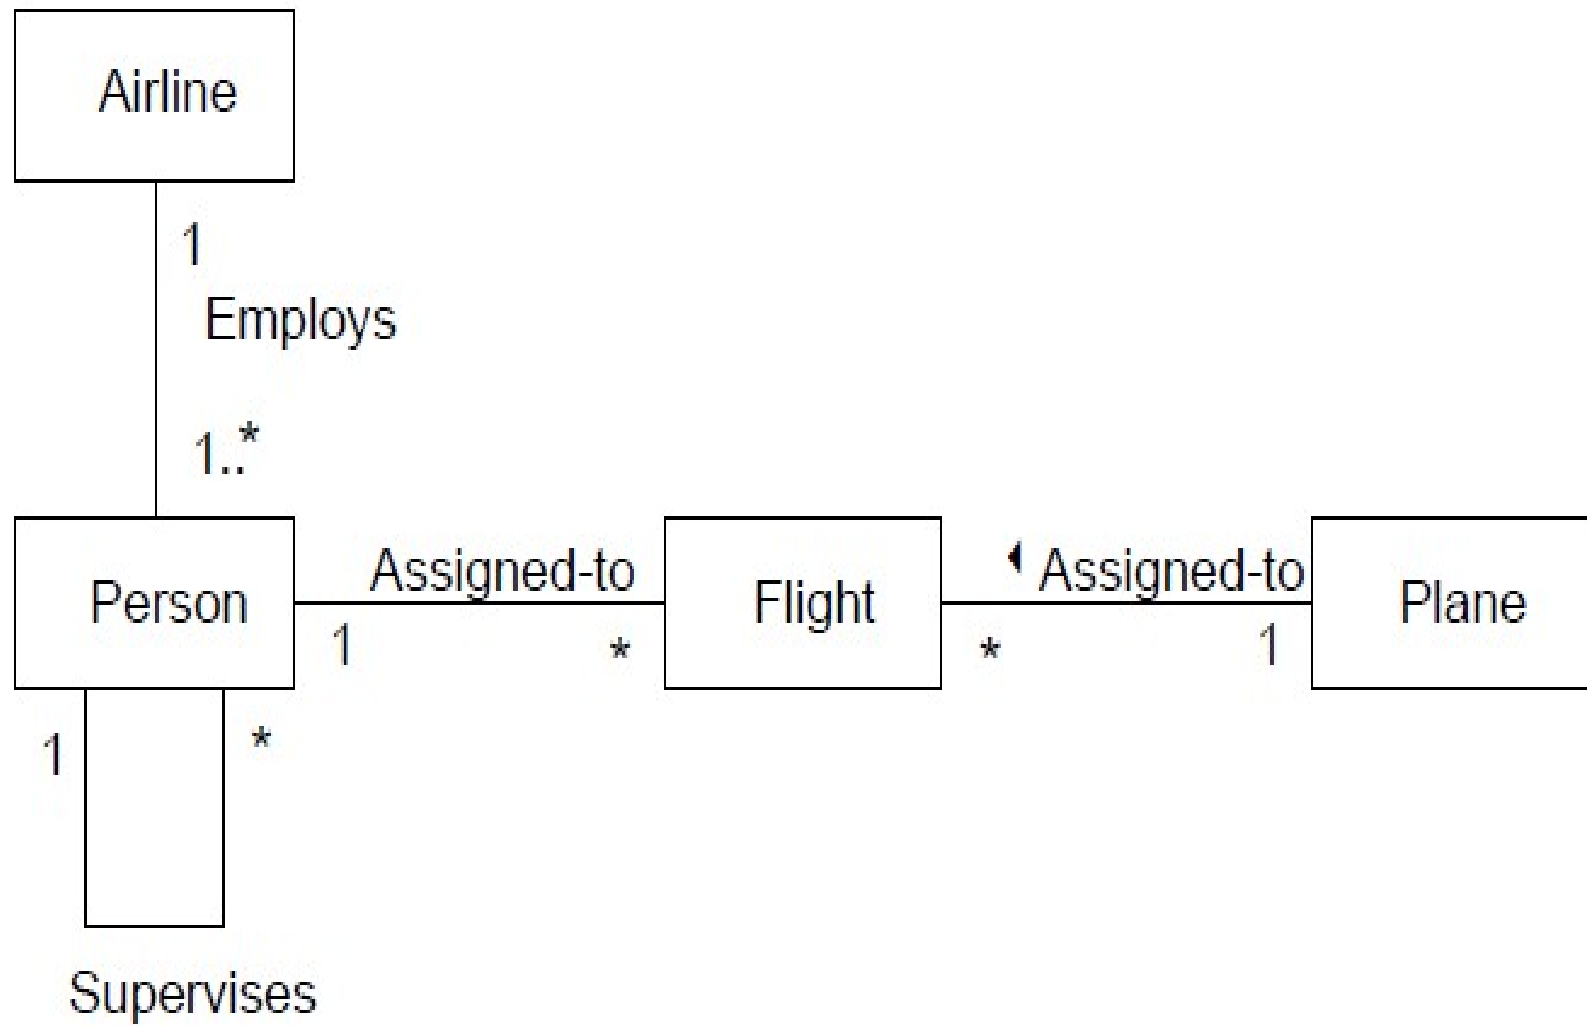 Airline
1
Employs
1..*
Person
Assigned-to
1
*
Flight
Assigned-to
*
1
Plane
1
*
Supervises